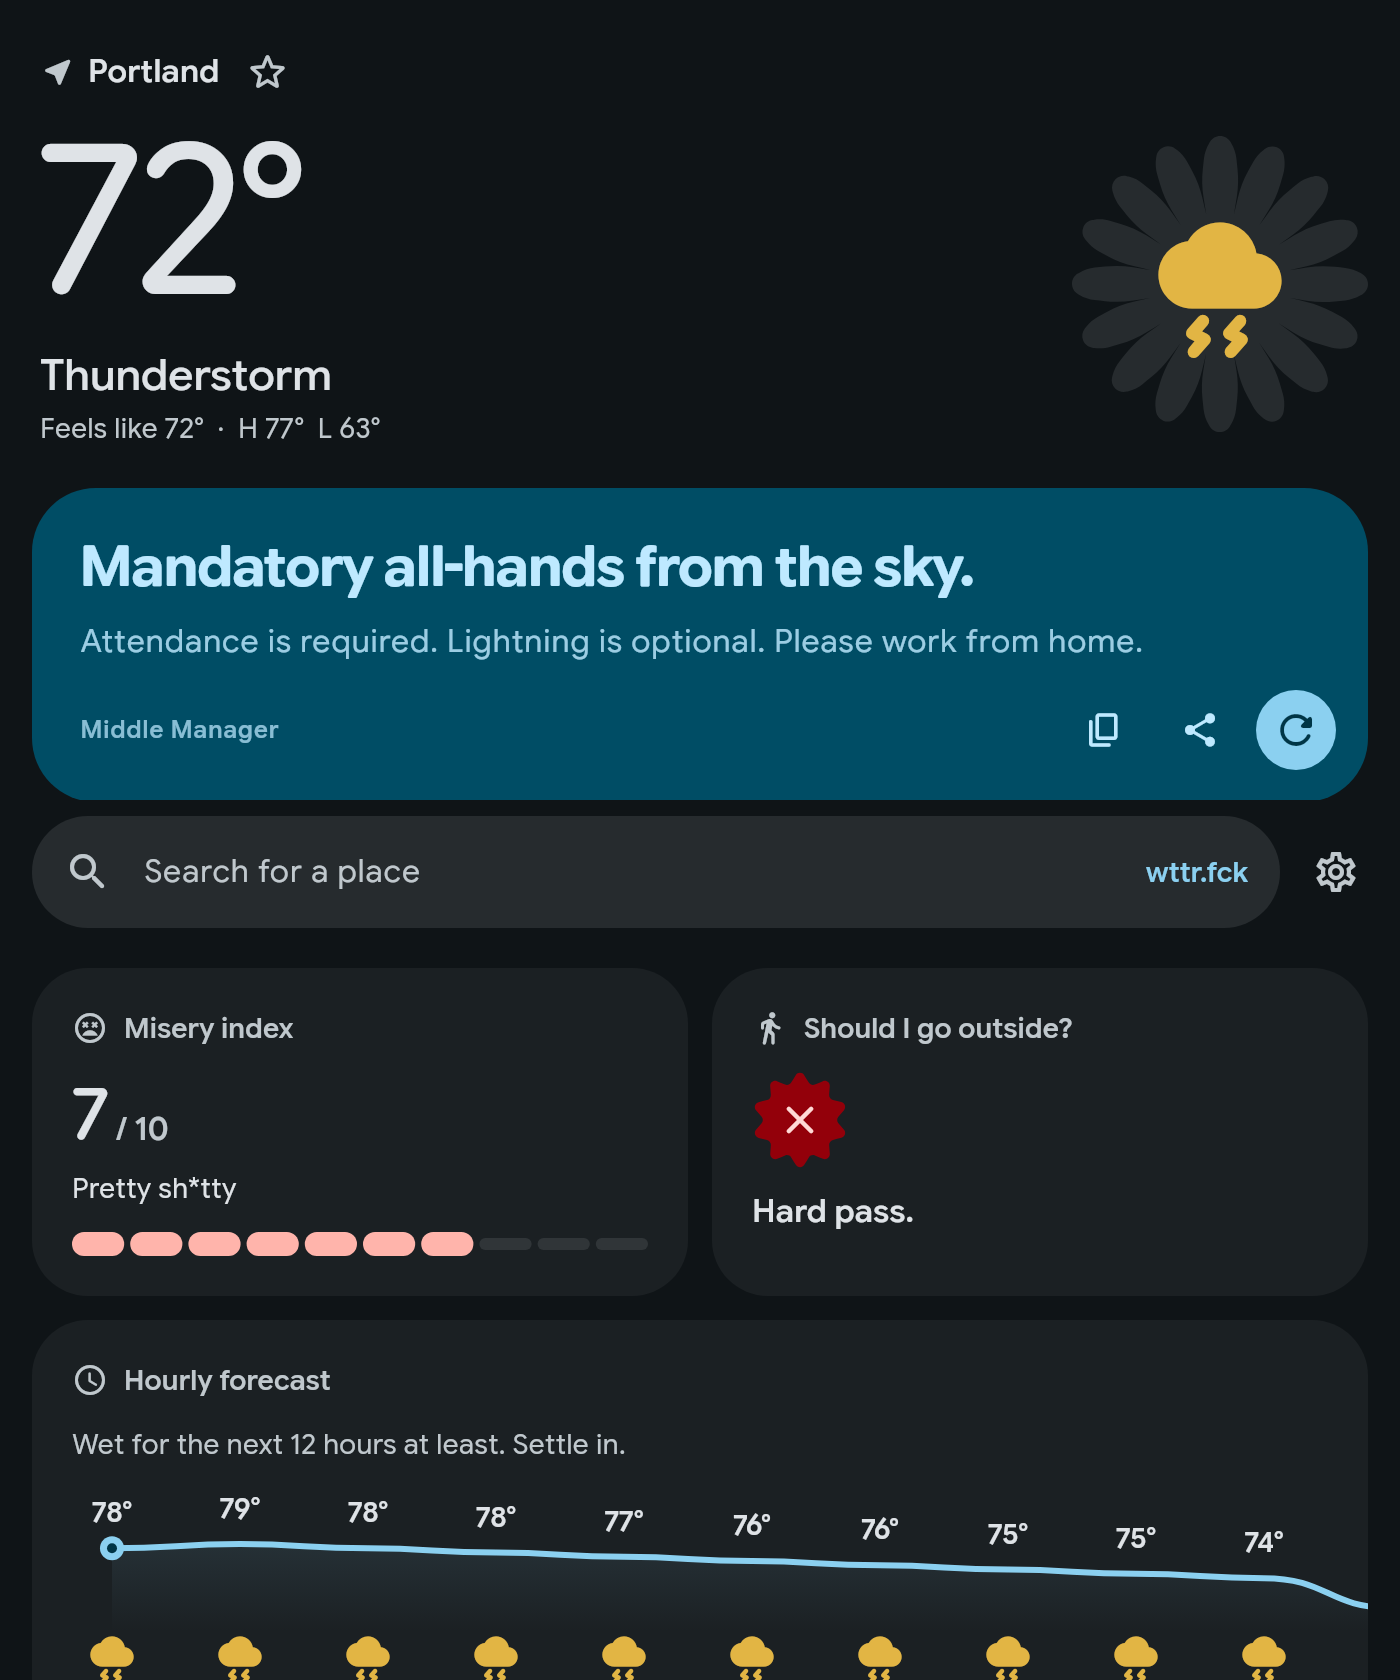 Portland
72°
Thunderstorm
Feels like 72° · H 77° L 63°
Mandatory all-hands from the sky.
Attendance is required. Lightning is optional. Please work from home.
Middle Manager
Search for a place wttr.fck
Misery index
7 / 10
Pretty sh*tty
Should I go outside?
Hard pass.
Hourly forecast
Wet for the next 12 hours at least. Settle in.
78° 79° 78° 78° 77° 76° 76° 75° 75° 74°